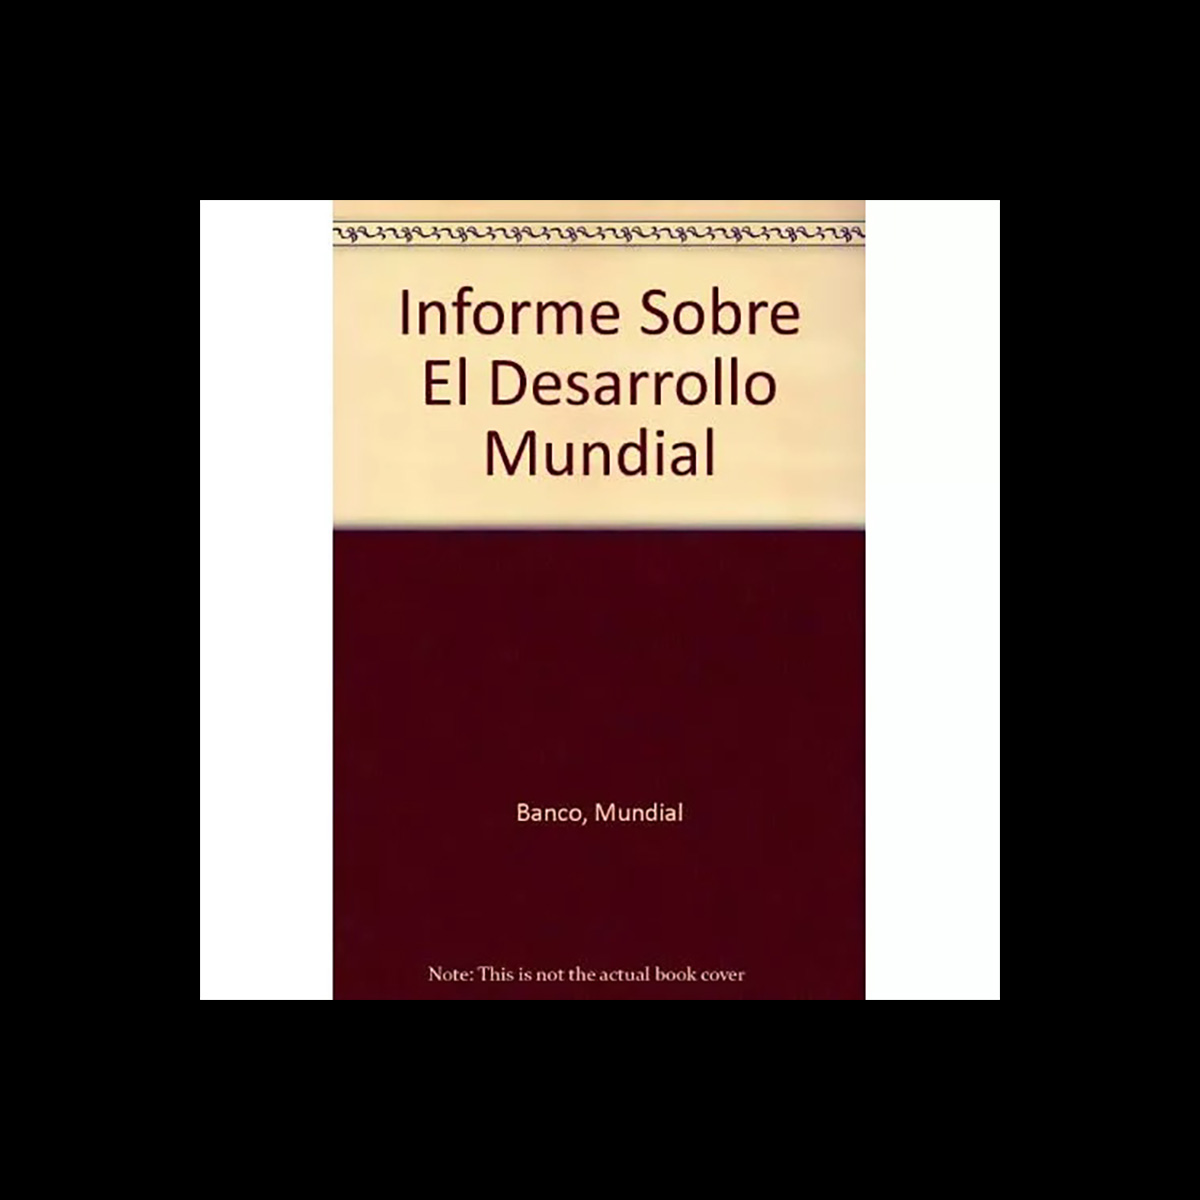 Informe Sobre
El Desarrollo
Mundial
Banco, Mundial
Note: This is not the actual book cover